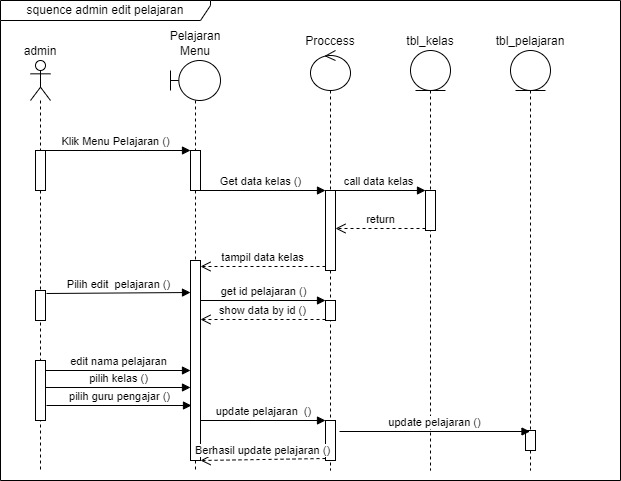 squence admin edit pelajaran
admin
Pelajaran
Menu
Proccess
tbl_kelas
tbl_pelajaran
Klik Menu Pelajaran ()
Get data kelas ()
call data kelas
return
tampil data kelas
Pilih edit pelajaran ()
get id pelajaran ()
show data by id ()
edit nama pelajaran
pilih kelas ()
pilih guru pengajar ()
update pelajaran ()
update pelajaran ()
Berhasil update pelajaran ()